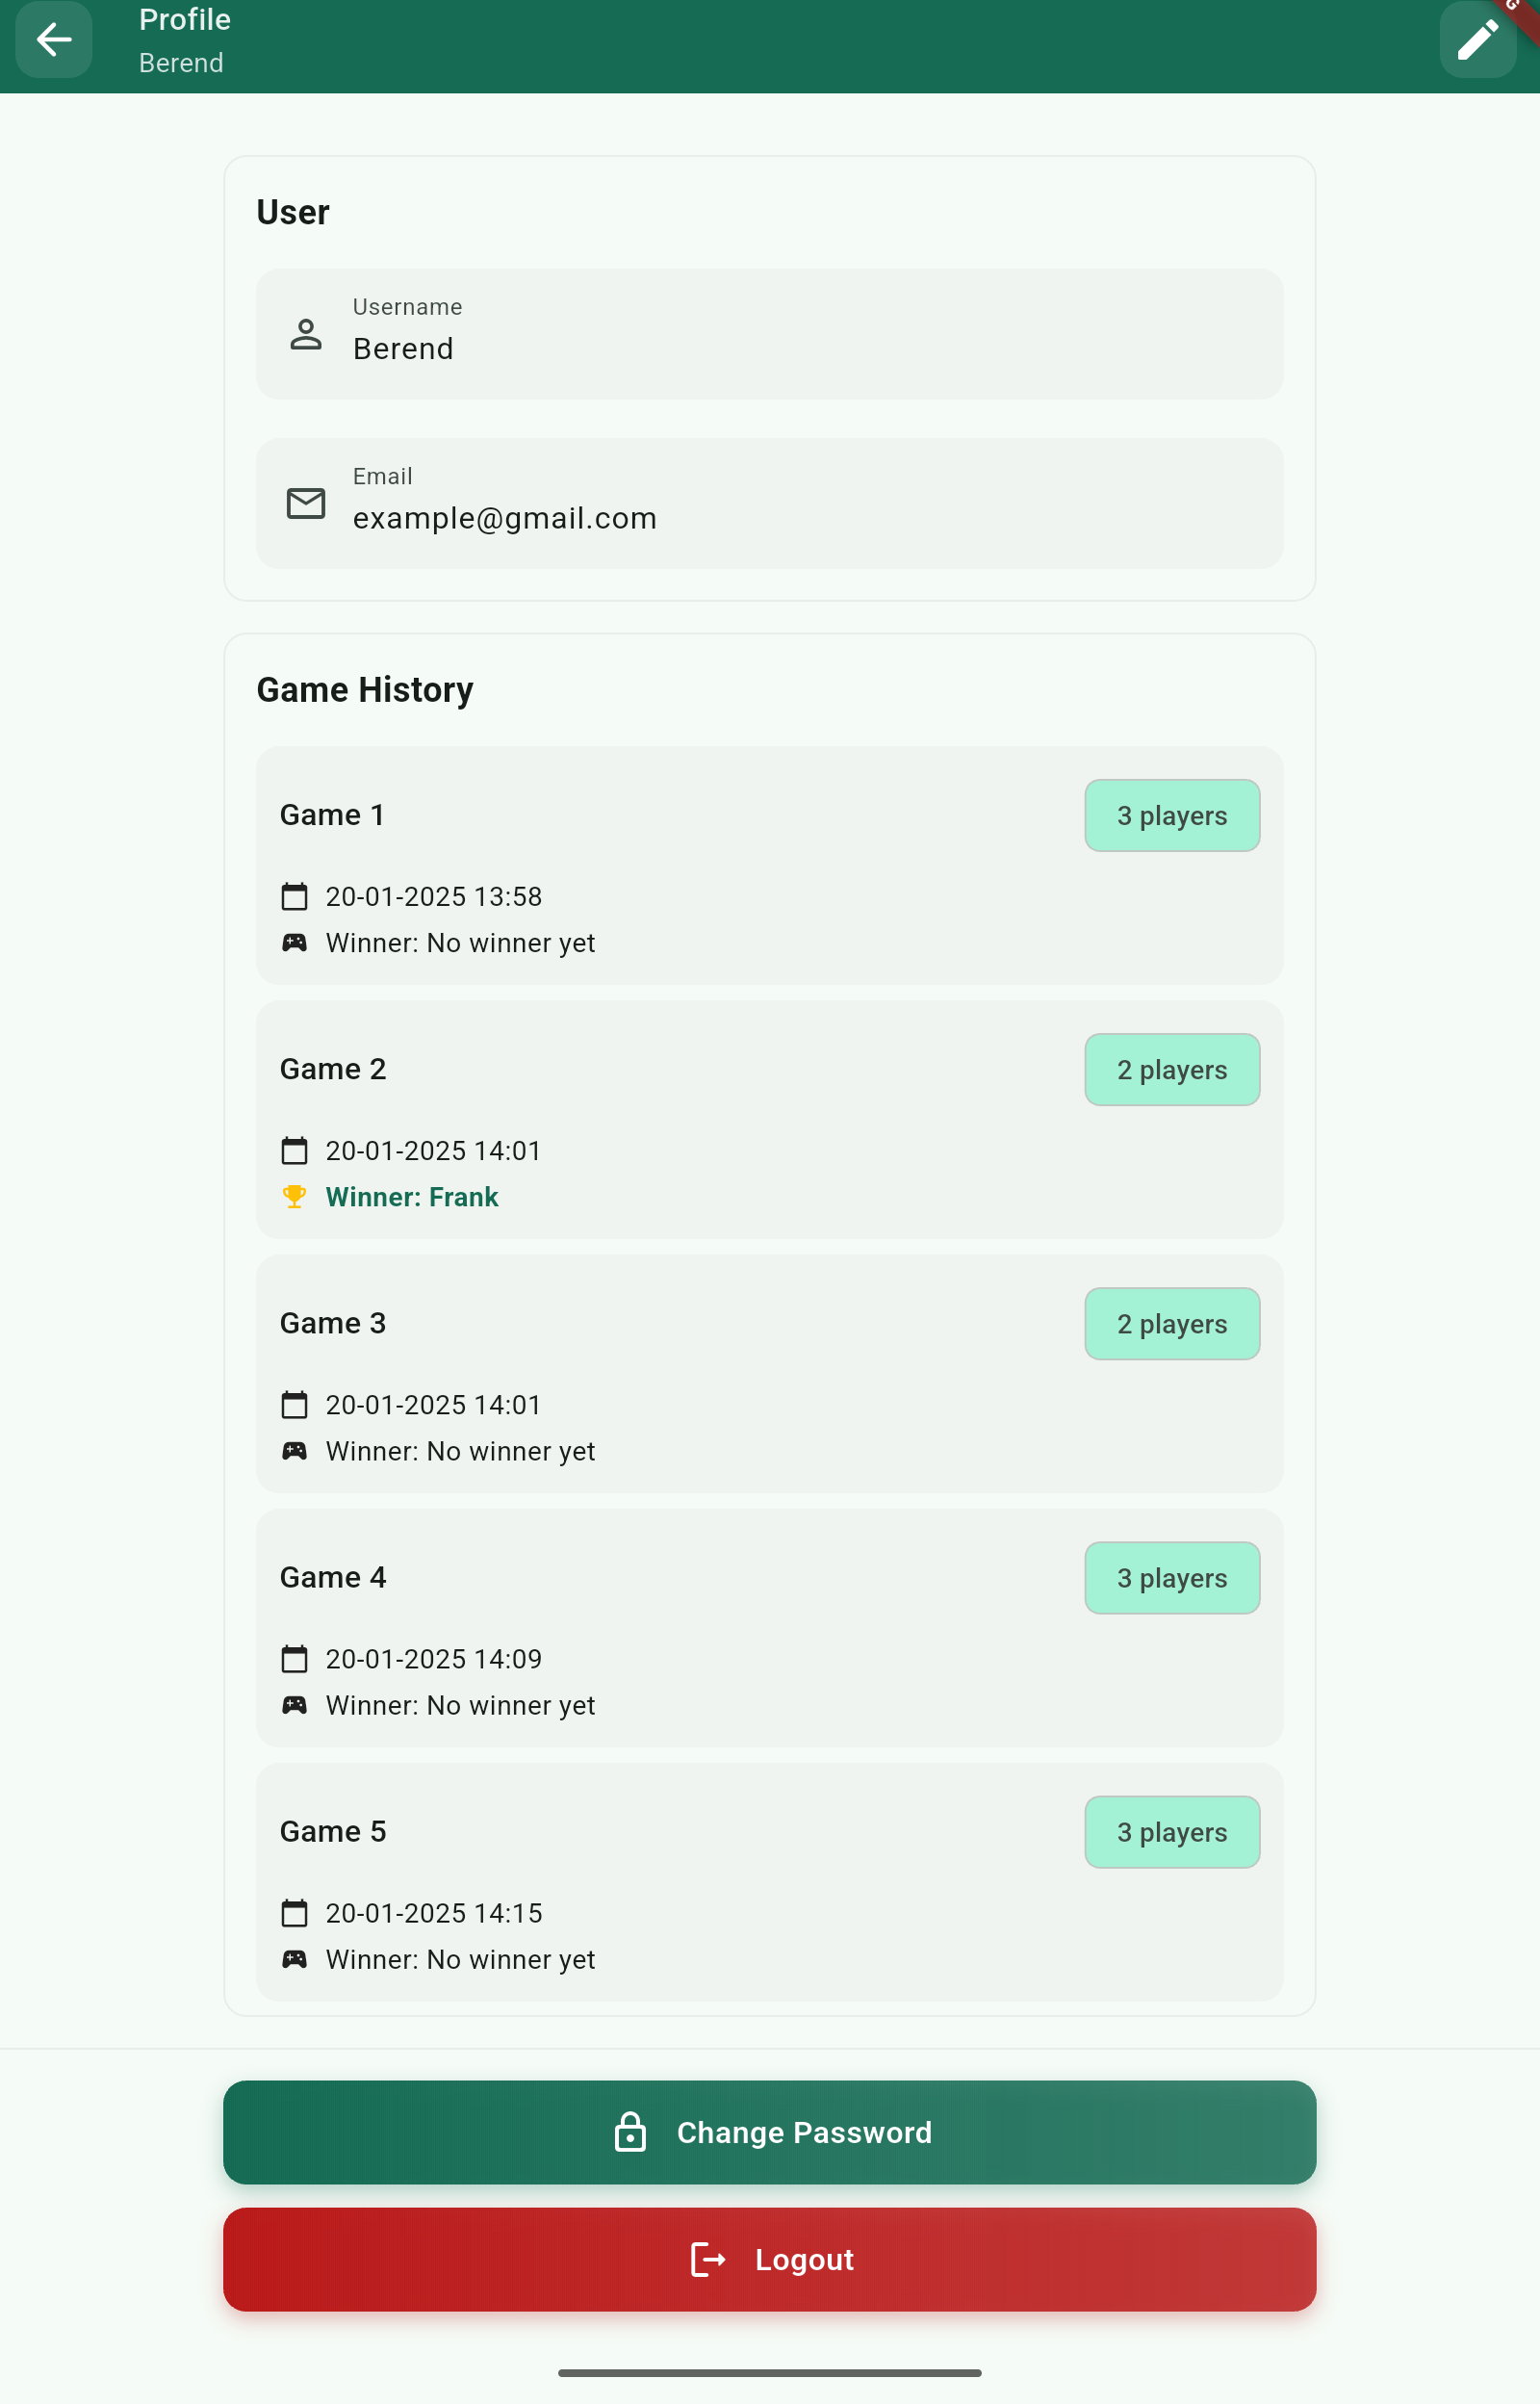 Profile
Berend
User
Username
Berend
Email
example@gmail.com
Game History
Game 1
3 players
20-01-2025 13:58
Winner: No winner yet
Game 2
2 players
20-01-2025 14:01
Winner: Frank
Game 3
2 players
20-01-2025 14:01
Winner: No winner yet
Game 4
3 players
20-01-2025 14:09
Winner: No winner yet
Game 5
3 players
20-01-2025 14:15
Winner: No winner yet
Change Password
Logout